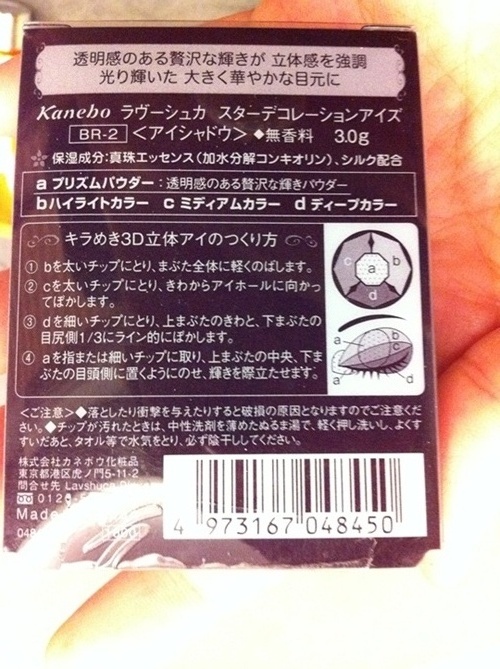 透明感のある贅沢な輝きが 立体感を強調
光り輝いた 大きく華やかな目元に
Kanebo ラヴーシュカ スターデコレーションアイズ
BR-2 <アイシャドウ> ◆無香料 3.0g
保湿成分:真珠エッセンス(加水分解コンキオリン)、シルク配合
a プリズムパウダー:透明感のある贅沢な輝きパウダー
bハイライトカラー c ミディアムカラー d ディープカラー
キラめき3D立体アイのつくり方
① bを太いチップにとり、まぶた全体に軽くのばします。
② cを太いチップにとり、きわからアイホールに向かっ
てぼかします。
③ dを細いチップにとり、上まぶたのきわと、下まぶたの
目尻側1/3にライン的にぼかします。
④ aを指または細いチップに取り、上まぶたの中央、下ま
ぶたの目頭側に置くようにのせ、輝きを際立たせます。
c b
a
d
a
b
c
a d
<ご注意>◆落としたり衝撃を与えたりすると破損の原因となりますのでご注意くだ
さい。◆チップが汚れたときは、中性洗剤を薄めたぬるま湯で、軽く押し洗いし、よくす
すいだあと、タオル等で水気をとり、必ず陰干ししてください。
株式会社カネボウ化粧品
東京都港区虎ノ門5-11-2
問合せ先 Lavshuca
0120
Made
4 973167 048450